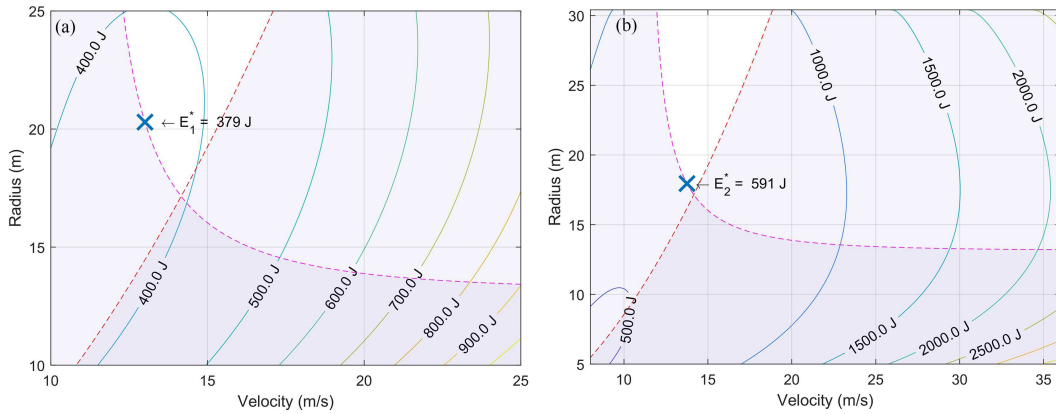 (a)
25
20
15
10
Radius (m)
400.0 J
← E₁* = 379 J
400.0 J
500.0 J
600.0 J
700.0 J
800.0 J
900.0 J
10
15
20
25
Velocity (m/s)
(b)
30
25
20
15
10
5
Radius (m)
1000.0 J
1500.0 J
2000.0 J
← E₂* = 591 J
500.0 J
1500.0 J
2000.0 J
2500.0 J
10
15
20
25
30
35
Velocity (m/s)